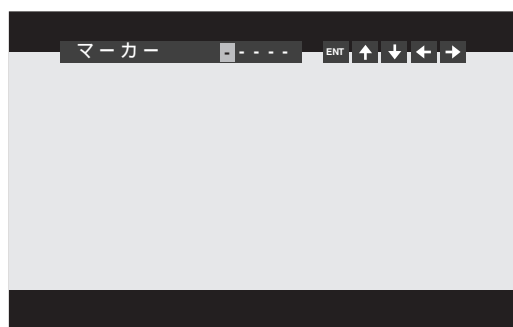 マーカー - - - - - ENT ↑ ↓ ← →